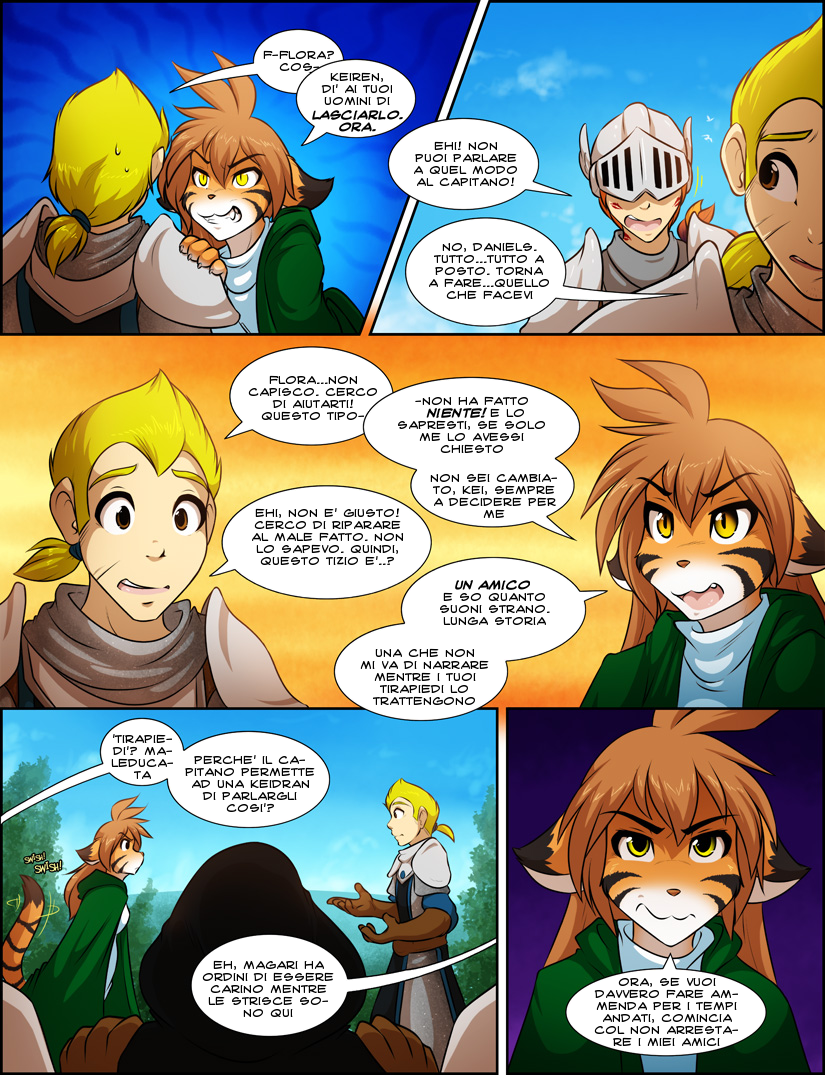 F-FLORA?
COS-
KEIREN,
DI' AI TUOI
UOMINI DI
LASCIARLO.
ORA.
EHI! NON
PUOI PARLARE
A QUEL MODO
AL CAPITANO!
NO, DANIELS.
TUTTO...TUTTO A
POSTO. TORNA
A FARE...QUELLO
CHE FACEVI
FLORA...NON
CAPISCO. CERCO
DI AIUTARTI!
QUESTO TIPO-
-NON HA FATTO
NIENTE! E LO
SAPRESTI, SE SOLO
ME LO AVESSI
CHIESTO
NON SEI CAMBIA-
TO, KEI, SEMPRE
A DECIDERE PER
ME
EHI, NON E' GIUSTO!
CERCO DI RIPARARE
AL MALE FATTO. NON
LO SAPEVO. QUINDI,
QUESTO TIZIO E'..?
UN AMICO
E SO QUANTO
SUONI STRANO.
LUNGA STORIA
UNA CHE NON
MI VA DI NARRARE
MENTRE I TUOI
TIRAPIEDI LO
TRATTENGONO
'TIRAPIE-
DI'? MA-
LEDUCA-
TA
PERCHE' IL CA-
PITANO PERMETTE
AD UNA KEIDRAN
DI PARLARGLI
COSI'?
SWISH!
SWISH!
EH, MAGARI HA
ORDINI DI ESSERE
CARINO MENTRE
LE STRISCE SO-
NO QUI
ORA, SE VUOI
DAVVERO FARE AM-
MENDA PER I TEMPI
ANDATI, COMINCIA
COL NON ARRESTA-
RE I MIEI AMICI